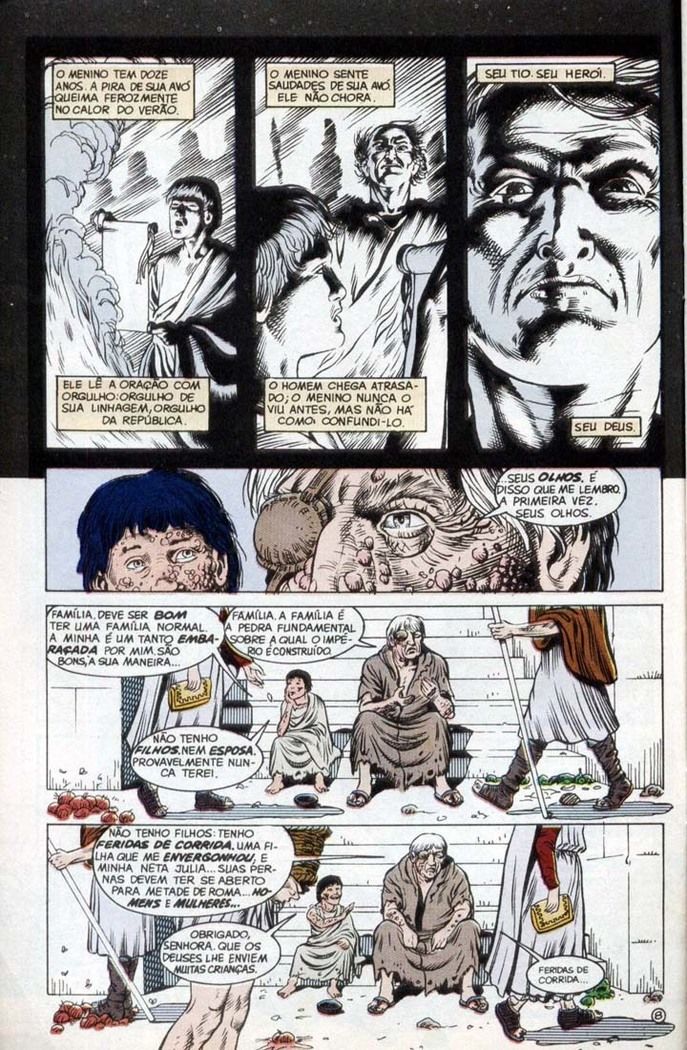 O MENINO TEM DOZE
ANOS. A PIRA DE SUA AVÓ
QUEIMA FEROZMENTE
NO CALOR DO VERÃO.
ELE LÊ A ORAÇÃO COM
ORGULHO: ORGULHO DE
SUA LINHAGEM, ORGULHO
DA REPÚBLICA.
O MENINO SENTE
SAUDADES DE SUA AVÓ.
ELE NÃO CHORA.
O HOMEM CHEGA ATRASA-
DO; O MENINO NUNCA O
VIU ANTES, MAS NÃO HÁ
COMO CONFUNDI-LO.
SEU TIO. SEU HERÓI.
SEU DEUS.
...SEUS OLHOS. É
DISSO QUE ME LEMBRO.
A PRIMEIRA VEZ.
SEUS OLHOS.
FAMÍLIA. DEVE SER BOM
TER UMA FAMÍLIA NORMAL.
A MINHA É UM TANTO EMBA-
RAÇADA POR MIM. SÃO
BONS, À SUA MANEIRA...
FAMÍLIA. A FAMÍLIA É
A PEDRA FUNDAMENTAL
SOBRE A QUAL O IMPÉ-
RIO É CONSTRUÍDO.
NÃO TENHO
FILHOS. NEM ESPOSA.
PROVAVELMENTE NUN-
CA TEREI.
NÃO TENHO FILHOS: TENHO
FERIDAS DE CORRIDA. UMA FI-
LHA QUE ME ENVERGONHOU, E
MINHA NETA JULIA... SUAS PER-
NAS DEVEM TER SE ABERTO
PARA METADE DE ROMA... HO-
MENS E MULHERES...
OBRIGADO,
SENHORA. QUE OS
DEUSES LHE ENVIEM
MUITAS CRIANÇAS.
FERIDAS DE
CORRIDA...
8